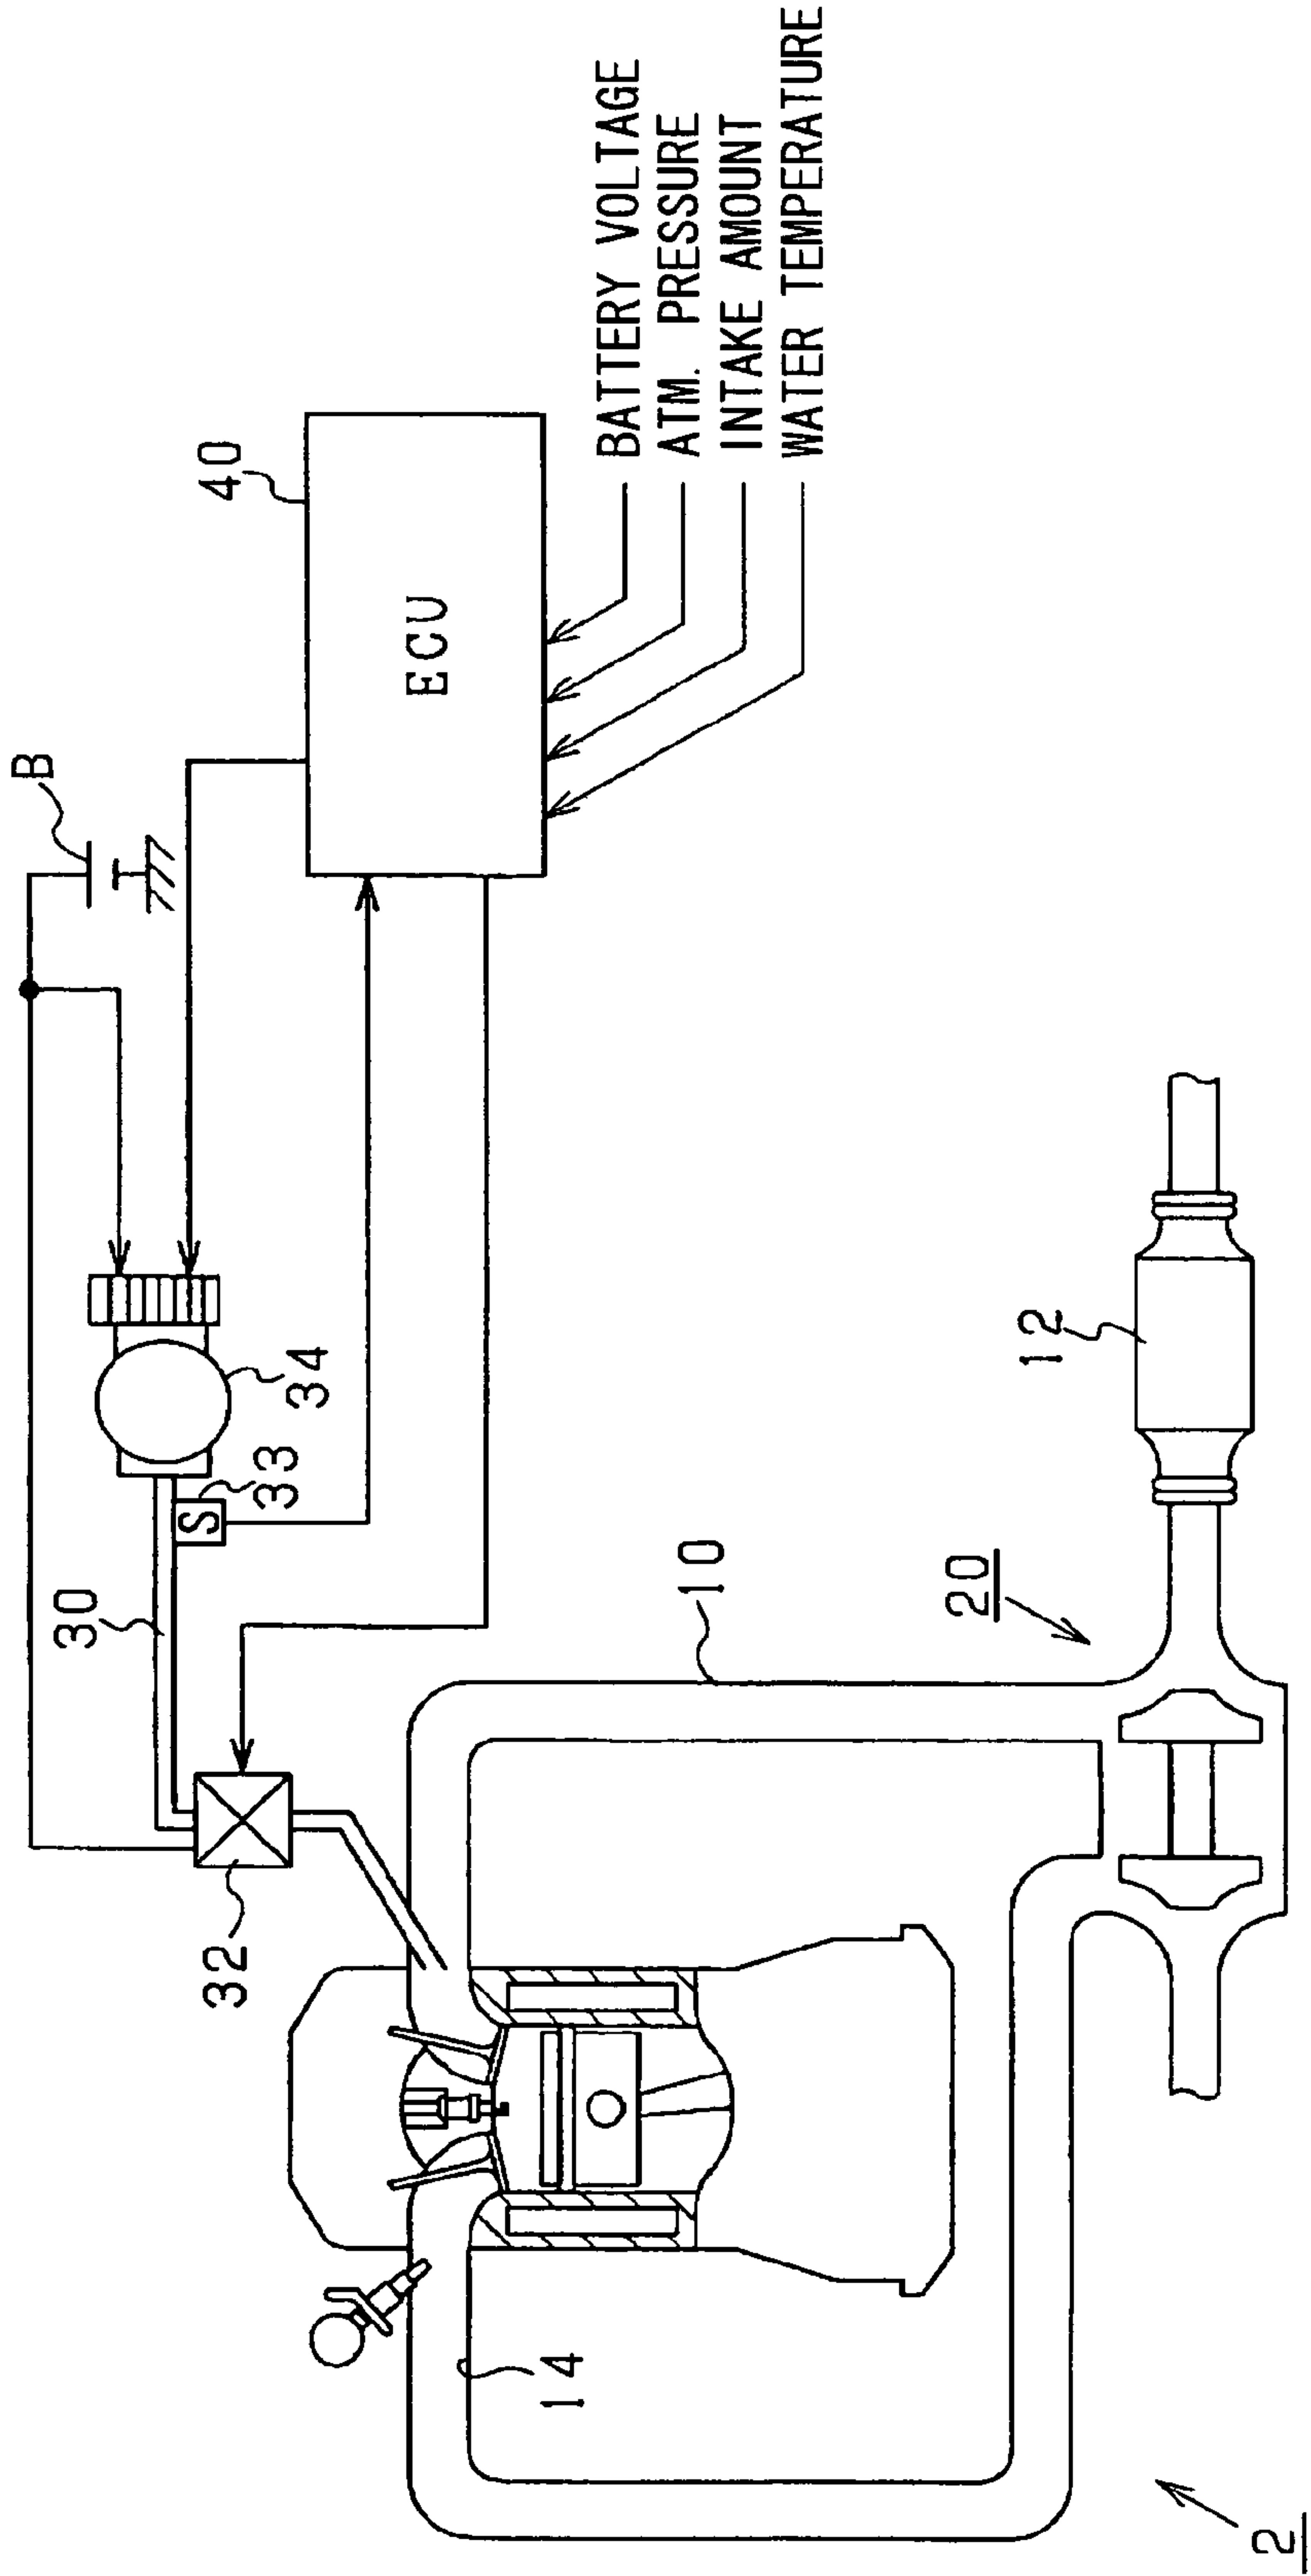 B
40
ECU
BATTERY VOLTAGE
ATM. PRESSURE
INTAKE AMOUNT
WATER TEMPERATURE
34
33
S
30
32
10
20
12
14
2